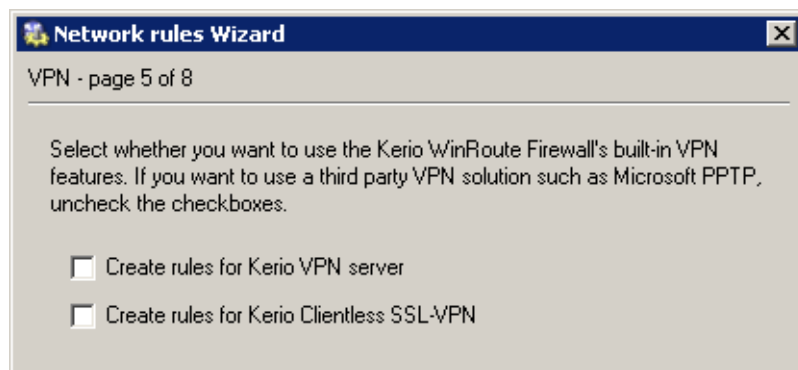 Network rules Wizard
VPN - page 5 of 8
Select whether you want to use the Kerio WinRoute Firewall's built-in VPN
features. If you want to use a third party VPN solution such as Microsoft PPTP,
uncheck the checkboxes.
Create rules for Kerio VPN server
Create rules for Kerio Clientless SSL-VPN